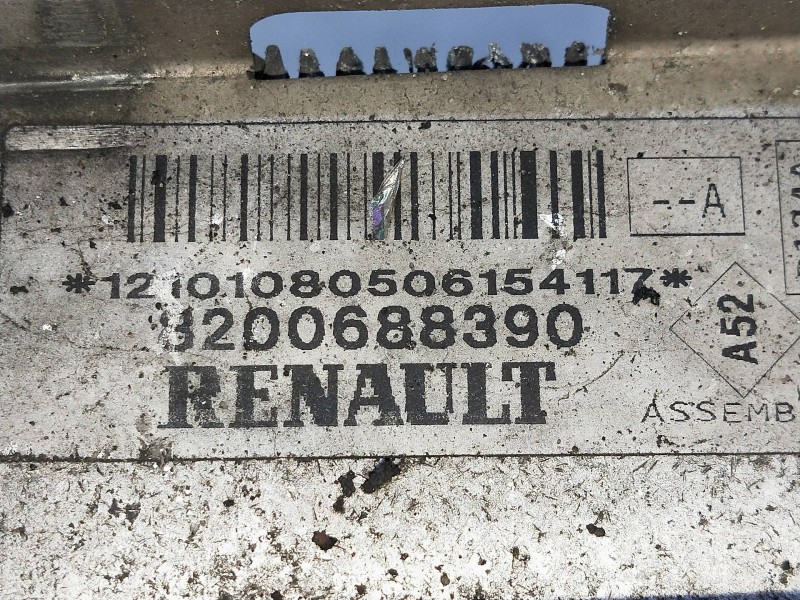 --A
*12101080506154117*
8200688390
A52
RENAULT
ASSEMB